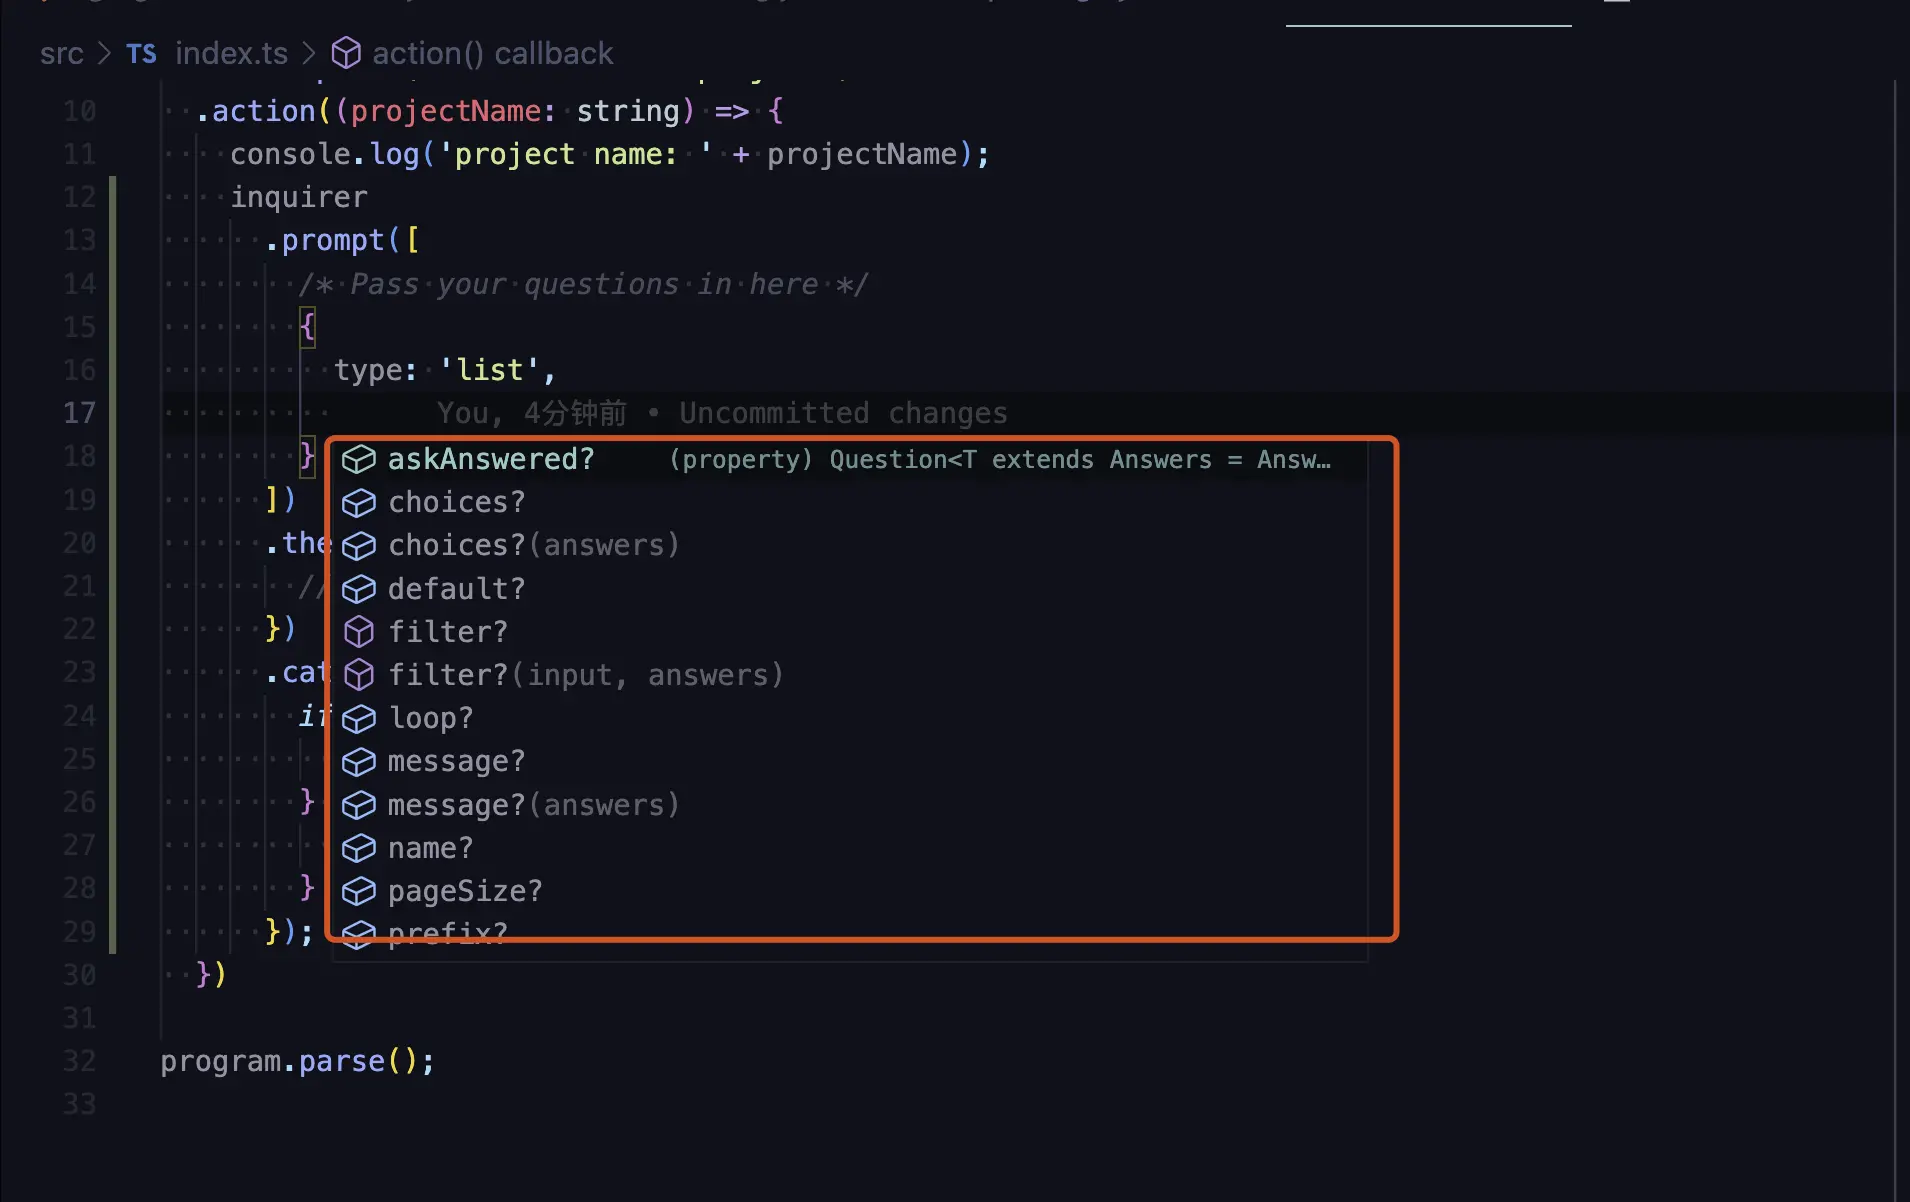 src > TS index.ts > action() callback
10 .action((projectName: string) => {
11 console.log('project name: ' + projectName);
12 inquirer
13 .prompt([
14 /* Pass your questions in here */
15 {
16 type: 'list',
17 You, 4分钟前 • Uncommitted changes
18 } askAnswered? (property) Question<T extends Answers = Answ…
choices?
19 ])
choices?(answers)
20 .the
default?
21 //
filter?
22 })
filter?(input, answers)
23 .cat
loop?
24 if
message?
25
message?(answers)
26 }
name?
27
pageSize?
28 }
prefix?
29 });
30 })
31
32 program.parse();
33